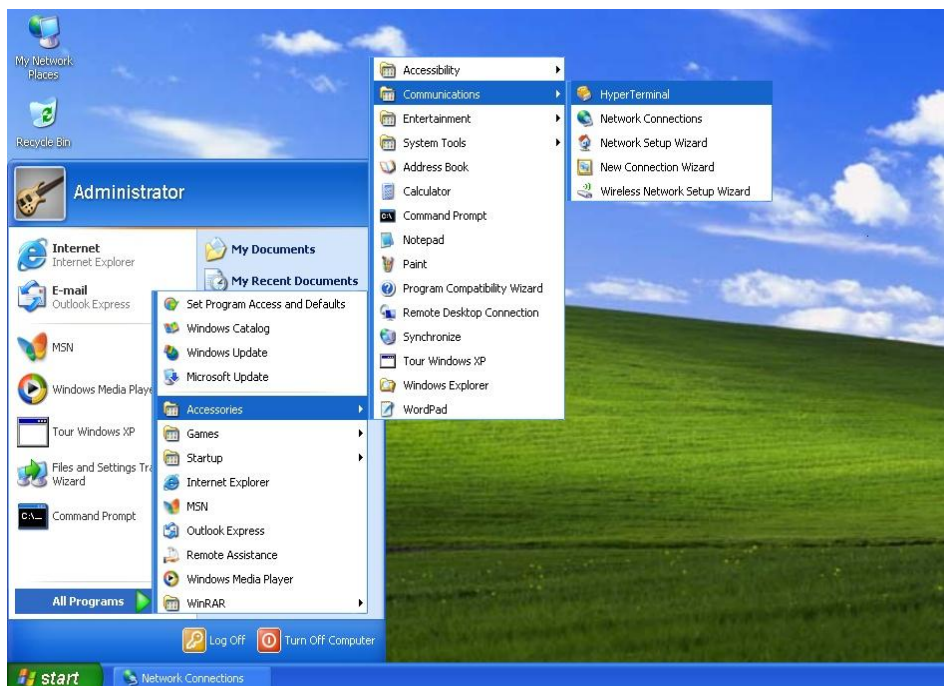 My Network
Places
Recycle Bin
Administrator
Internet
Internet Explorer
E-mail
Outlook Express
MSN
Windows Media Playe
Tour Windows XP
Files and Settings Tra
Wizard
C:\_
Command Prompt
All Programs
My Documents
My Recent Documents
Set Program Access and Defaults
Windows Catalog
Windows Update
Microsoft Update
Accessories
Games
Startup
Internet Explorer
MSN
Outlook Express
Remote Assistance
Windows Media Player
WinRAR
Accessibility
Communications
Entertainment
System Tools
Address Book
Calculator
Command Prompt
Notepad
Paint
Program Compatibility Wizard
Remote Desktop Connection
Synchronize
Tour Windows XP
Windows Explorer
WordPad
HyperTerminal
Network Connections
Network Setup Wizard
New Connection Wizard
Wireless Network Setup Wizard
Log Off
Turn Off Computer
start
Network Connections